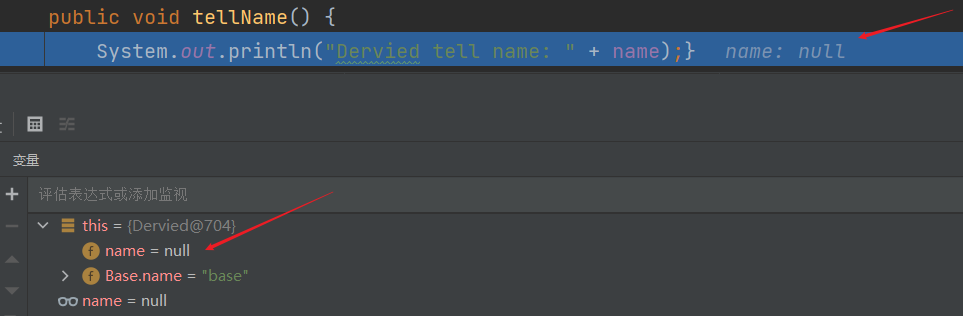 public void tellName() {
System.out.println("Dervied tell name: " + name);} name: null
变量
评估表达式或添加监视
this = {Dervied@704}
f name = null
f Base.name = "base"
name = null